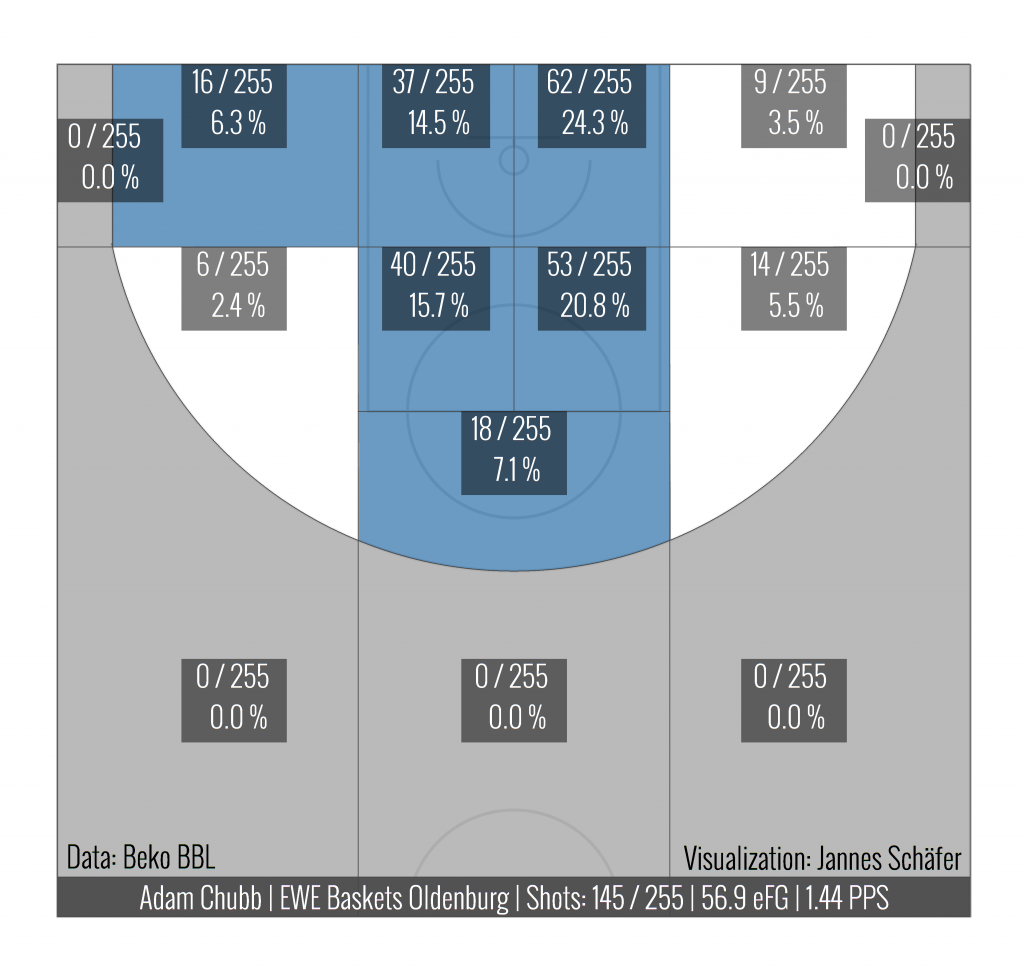 16 / 255
6.3 %
37 / 255
14.5 %
62 / 255
24.3 %
9 / 255
3.5 %
0 / 255
0.0 %
0 / 255
0.0 %
6 / 255
2.4 %
40 / 255
15.7 %
53 / 255
20.8 %
14 / 255
5.5 %
18 / 255
7.1 %
0 / 255
0.0 %
0 / 255
0.0 %
0 / 255
0.0 %
Data: Beko BBL
Visualization: Jannes Schäfer
Adam Chubb | EWE Baskets Oldenburg | Shots: 145 / 255 | 56.9 eFG | 1.44 PPS